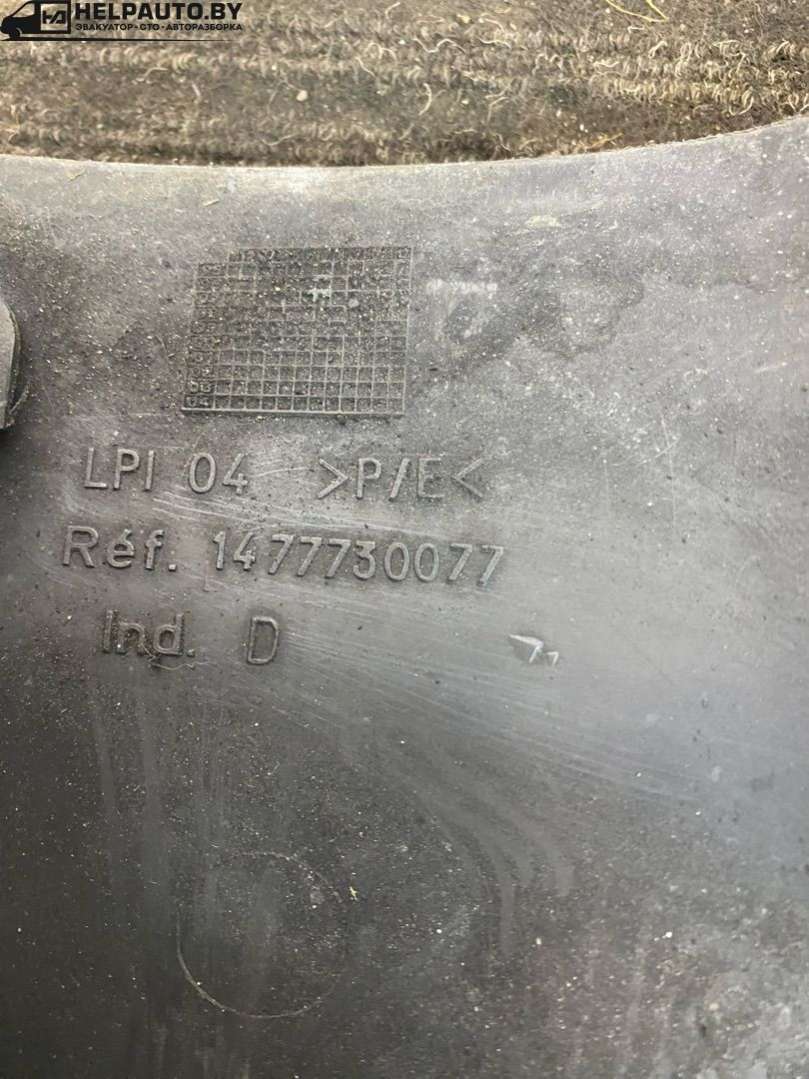 HELPAUTO.BY
ЭВАКУАТОР•СТО•АВТОРАЗБОРКА
LPI 04 >P/E<
Réf. 1477730077
Ind. D